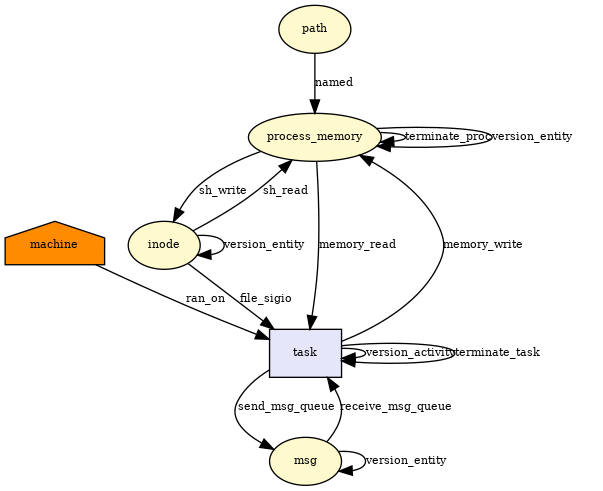 path
named
process_memory
terminate_proc
version_entity
sh_write
sh_read
machine
inode
version_entity
memory_read
memory_write
ran_on
file_sigio
task
version_activity
terminate_task
send_msg_queue
receive_msg_queue
msg
version_entity